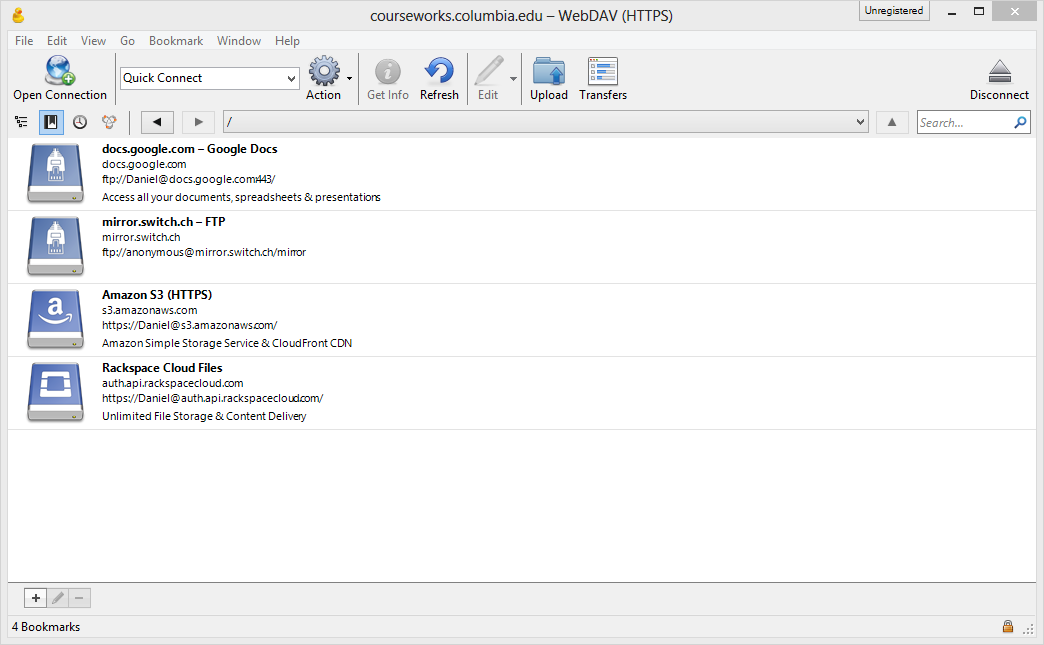 courseworks.columbia.edu – WebDAV (HTTPS)
Unregistered
File Edit View Go Bookmark Window Help
Open Connection
Quick Connect
Action
Get Info
Refresh
Edit
Upload
Transfers
Disconnect
/
Search...
docs.google.com – Google Docs
docs.google.com
ftp://Daniel@docs.google.com:443/
Access all your documents, spreadsheets & presentations
mirror.switch.ch – FTP
mirror.switch.ch
ftp://anonymous@mirror.switch.ch/mirror
a
Amazon S3 (HTTPS)
s3.amazonaws.com
https://Daniel@s3.amazonaws.com/
Amazon Simple Storage Service & CloudFront CDN
Rackspace Cloud Files
auth.api.rackspacecloud.com
https://Daniel@auth.api.rackspacecloud.com/
Unlimited File Storage & Content Delivery
4 Bookmarks